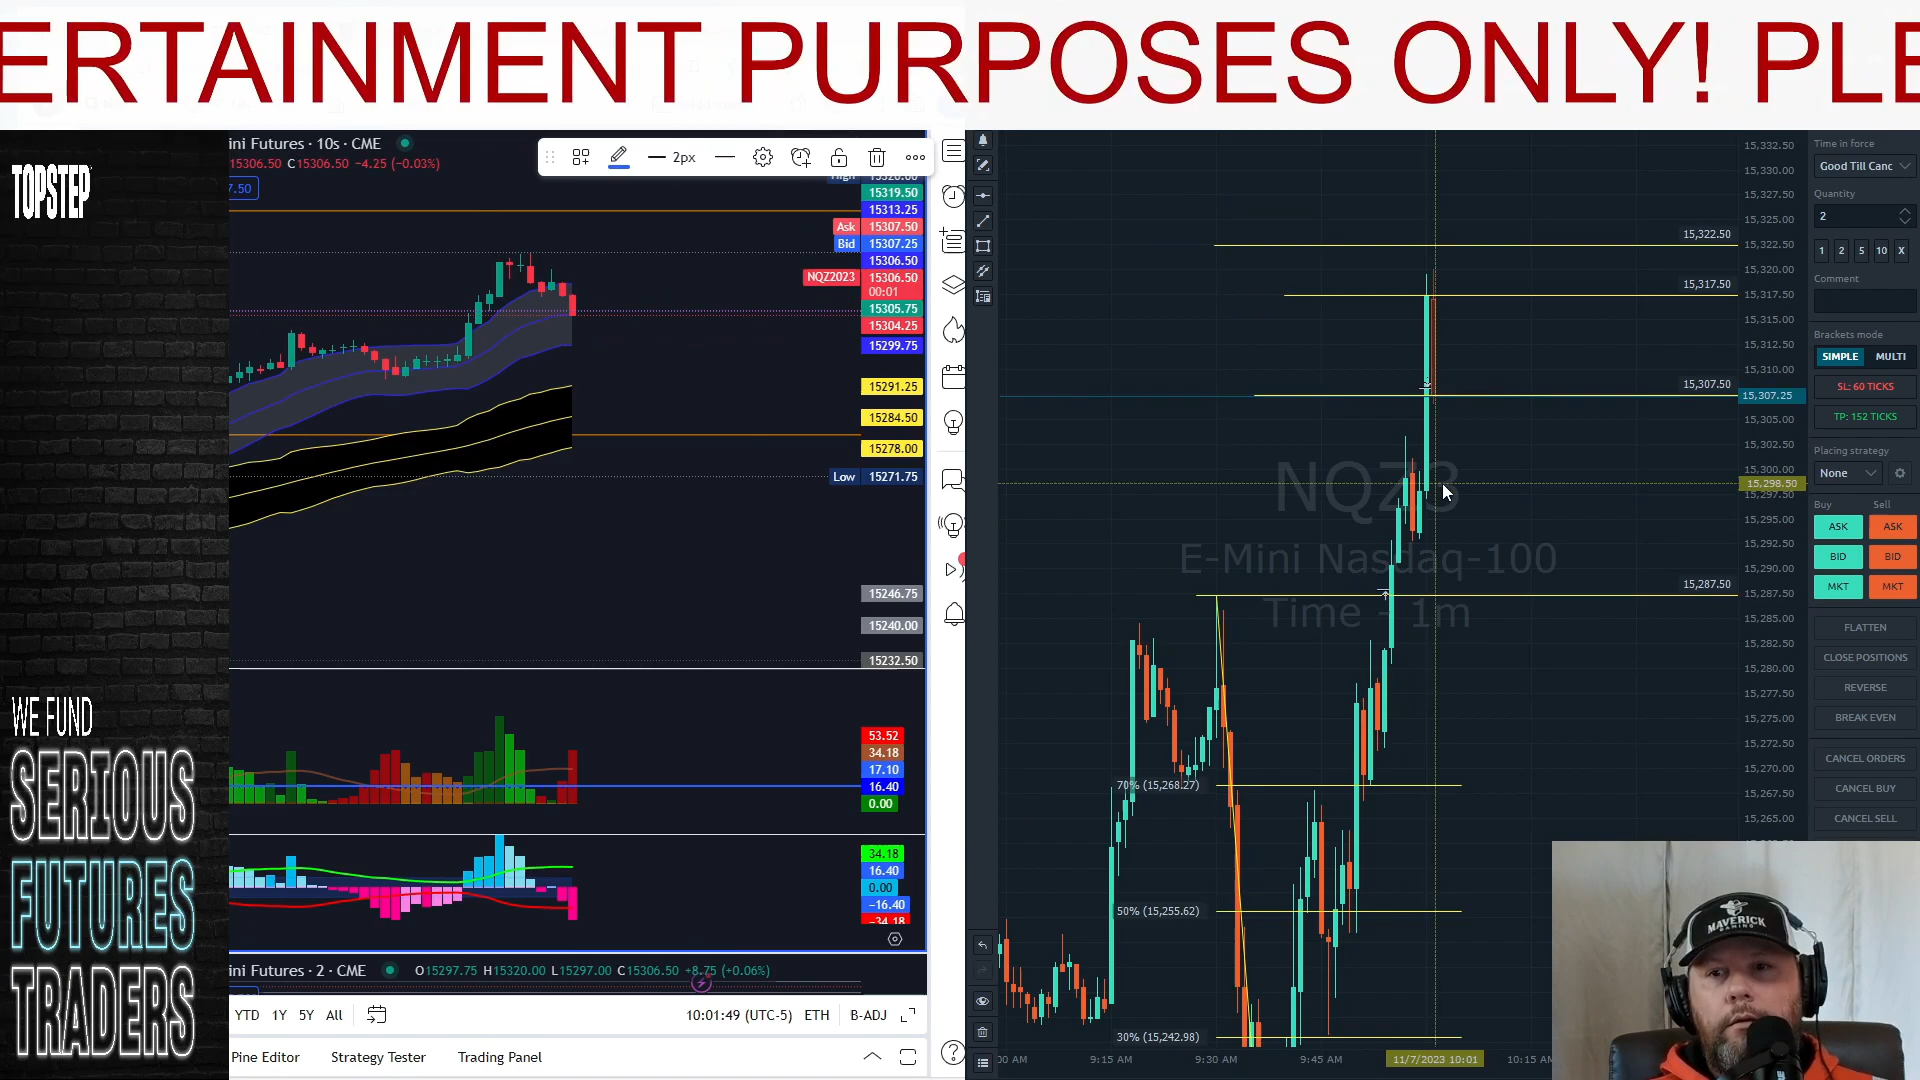 ERTAINMENT PURPOSES ONLY! PLE
TOPSTEP
WE FUND
SERIOUS
FUTURES
TRADERS
ini Futures · 10s · CME
15306.50 C15306.50 −4.25 (−0.03%)
7.50
2px
15319.50
15313.25
Ask 15307.50
Bid 15307.25
15306.50
NQZ2023 15306.50
00:01
15305.75
15304.25
15299.75
15291.25
15284.50
15278.00
Low 15271.75
15246.75
15240.00
15232.50
53.52
34.18
17.10
16.40
0.00
34.18
16.40
0.00
−16.40
−34.18
ini Futures · 2 · CME O15297.75 H15320.00 L15297.00 C15306.50 +8.75 (+0.06%)
YTD 1Y 5Y All 10:01:49 (UTC-5) ETH B-ADJ
Pine Editor Strategy Tester Trading Panel
NQZ3
E-Mini Nasdaq-100
Time - 1m
15,322.50
15,317.50
15,307.50
15,287.50
70% (15,268.27)
50% (15,255.62)
30% (15,242.98)
15,332.50
15,330.00
15,327.50
15,325.00
15,322.50
15,320.00
15,317.50
15,315.00
15,312.50
15,310.00
15,307.25
15,305.00
15,302.50
15,300.00
15,298.50
15,297.50
15,295.00
15,292.50
15,290.00
15,287.50
15,285.00
15,282.50
15,280.00
15,277.50
15,275.00
15,272.50
15,270.00
15,267.50
15,265.00
:00 AM 9:15 AM 9:30 AM 9:45 AM 11/7/2023 10:01 10:15 AM
Time in force
Good Till Canc
Quantity
2
1 2 5 10 X
Comment
Brackets mode
SIMPLE MULTI
SL: 60 TICKS
TP: 152 TICKS
Placing strategy
None
Buy Sell
ASK ASK
BID BID
MKT MKT
FLATTEN
CLOSE POSITIONS
REVERSE
BREAK EVEN
CANCEL ORDERS
CANCEL BUY
CANCEL SELL
MAVERICK